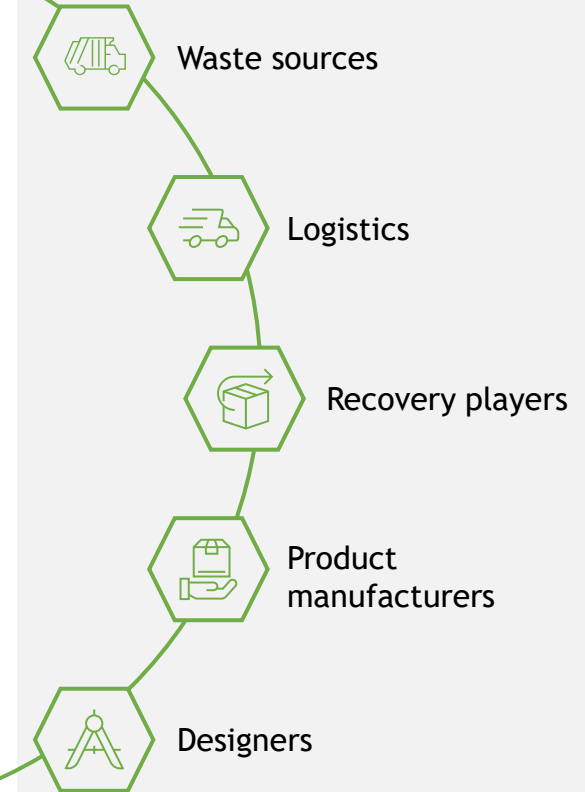 Waste sources
Logistics
Recovery players
Product
manufacturers
Designers